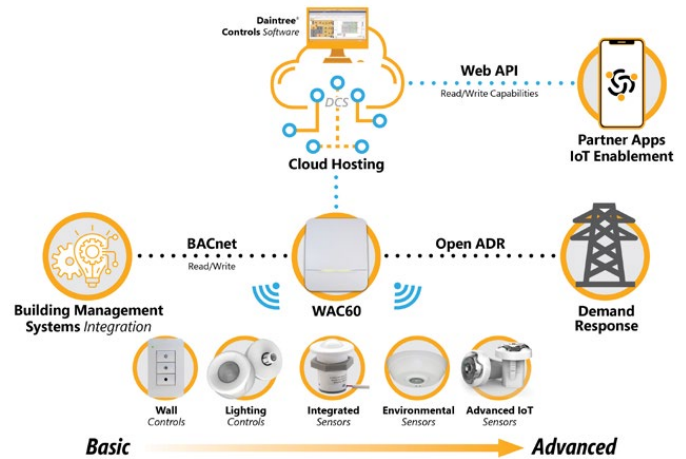 Daintree®
Controls Software
DCS
Cloud Hosting
Web API
Read/Write Capabilities
Partner Apps
IoT Enablement
BACnet
Read/Write
Open ADR
Building Management
Systems Integration
WAC60
Demand
Response
Wall
Controls
Lighting
Controls
Integrated
Sensors
Environmental
Sensors
Advanced IoT
Sensors
Basic
Advanced